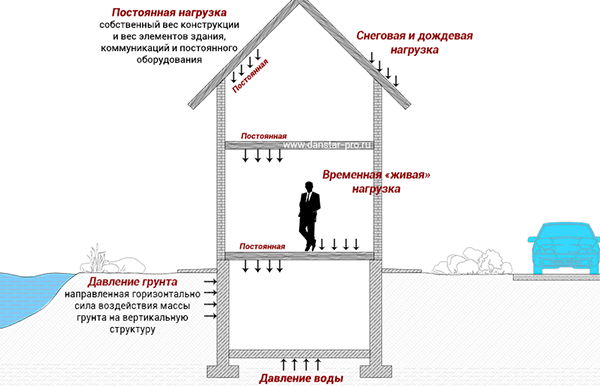 Постоянная нагрузка
собственный вес конструкции
и вес элементов здания,
коммуникаций и постоянного
оборудования
Снеговая и дождевая
нагрузка
Постоянная
Постоянная
www.danstar-pro.ru
Временная «живая»
нагрузка
Постоянная
Давление грунта
направленная горизонтально
сила воздействия массы
грунта на вертикальную
структуру
Давление воды